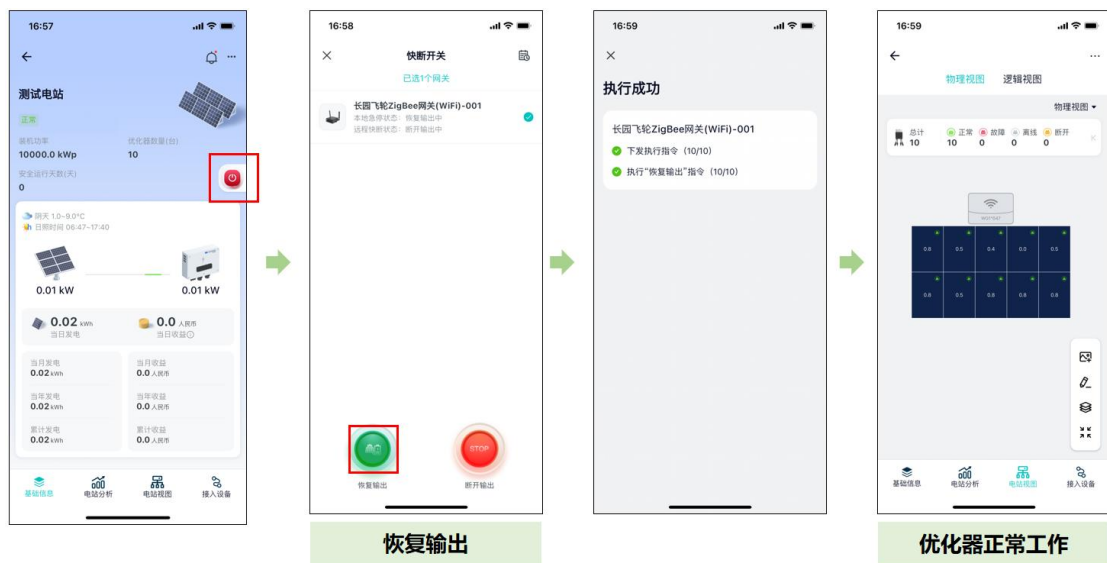 16:57
测试电站
正常
装机功率
优化器数量(台)
10000.0 kWp
10
安全运行天数(天)
0
阴天 1.0~9.0°C
日照时间 06:47~17:40
0.01 kW
0.01 kW
0.02 kWh
当日发电
0.0 人民币
当日收益
当月发电
0.02 kWh
当月收益
0.0 人民币
当年发电
0.02 kWh
当年收益
0.0 人民币
累计发电
0.02 kWh
累计收益
0.0 人民币
基础信息
电站分析
电站视图
接入设备
16:58
快断开关
已选1个网关
长园飞轮ZigBee网关(WiFi)-001
本地急停状态：恢复输出中
远程快断状态：断开输出中
STOP
恢复输出
断开输出
恢复输出
16:59
执行成功
长园飞轮ZigBee网关(WiFi)-001
下发执行指令（10/10）
执行“恢复输出”指令（10/10）
16:59
物理视图
逻辑视图
物理视图
总计
10
正常
10
故障
0
离线
0
断开
0
0.8 0.5 0.4 0.0 0.5
0.8 0.5 0.8 0.8 0.8
基础信息
电站分析
电站视图
接入设备
优化器正常工作